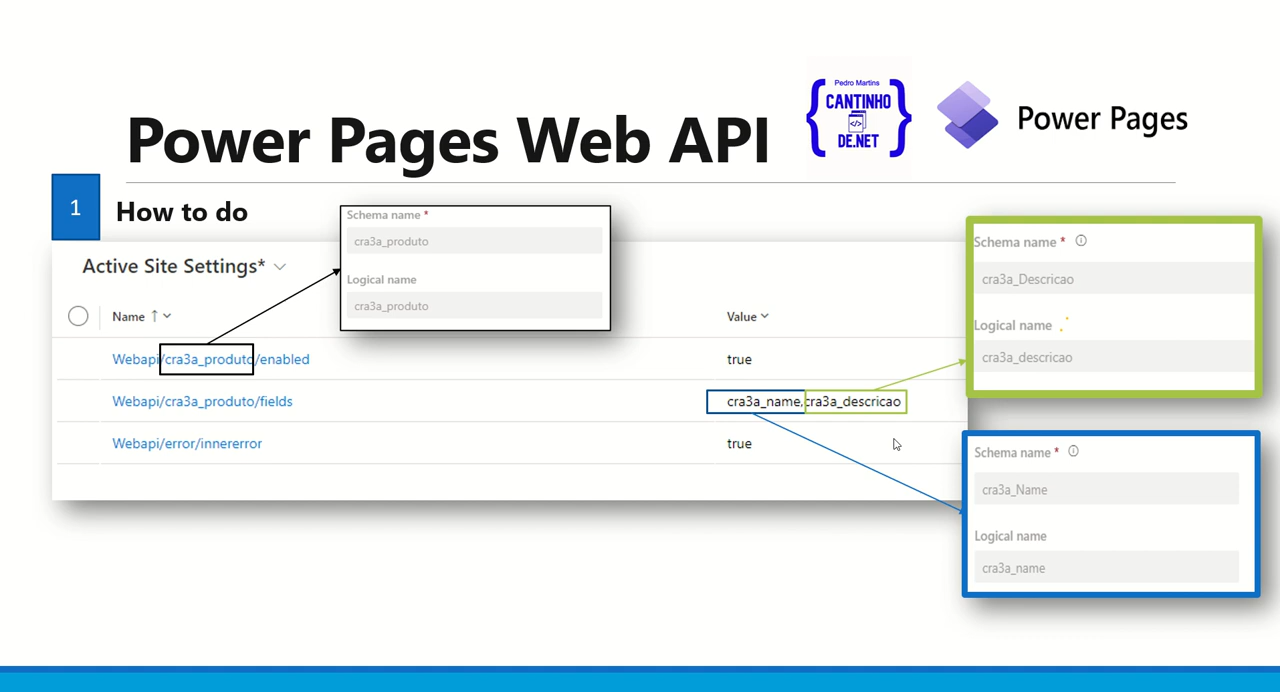 Pedro Martins
CANTINHO
</>
DE.NET
Power Pages
Power Pages Web API
1
How to do
Schema name *
cra3a_produto
Logical name
cra3a_produto
Active Site Settings*
Name ↑
Value
Webapi/cra3a_produto/enabled
true
Webapi/cra3a_produto/fields
cra3a_name,cra3a_descricao
Webapi/error/innererror
true
Schema name *
cra3a_Descricao
Logical name
cra3a_descricao
Schema name *
cra3a_Name
Logical name
cra3a_name